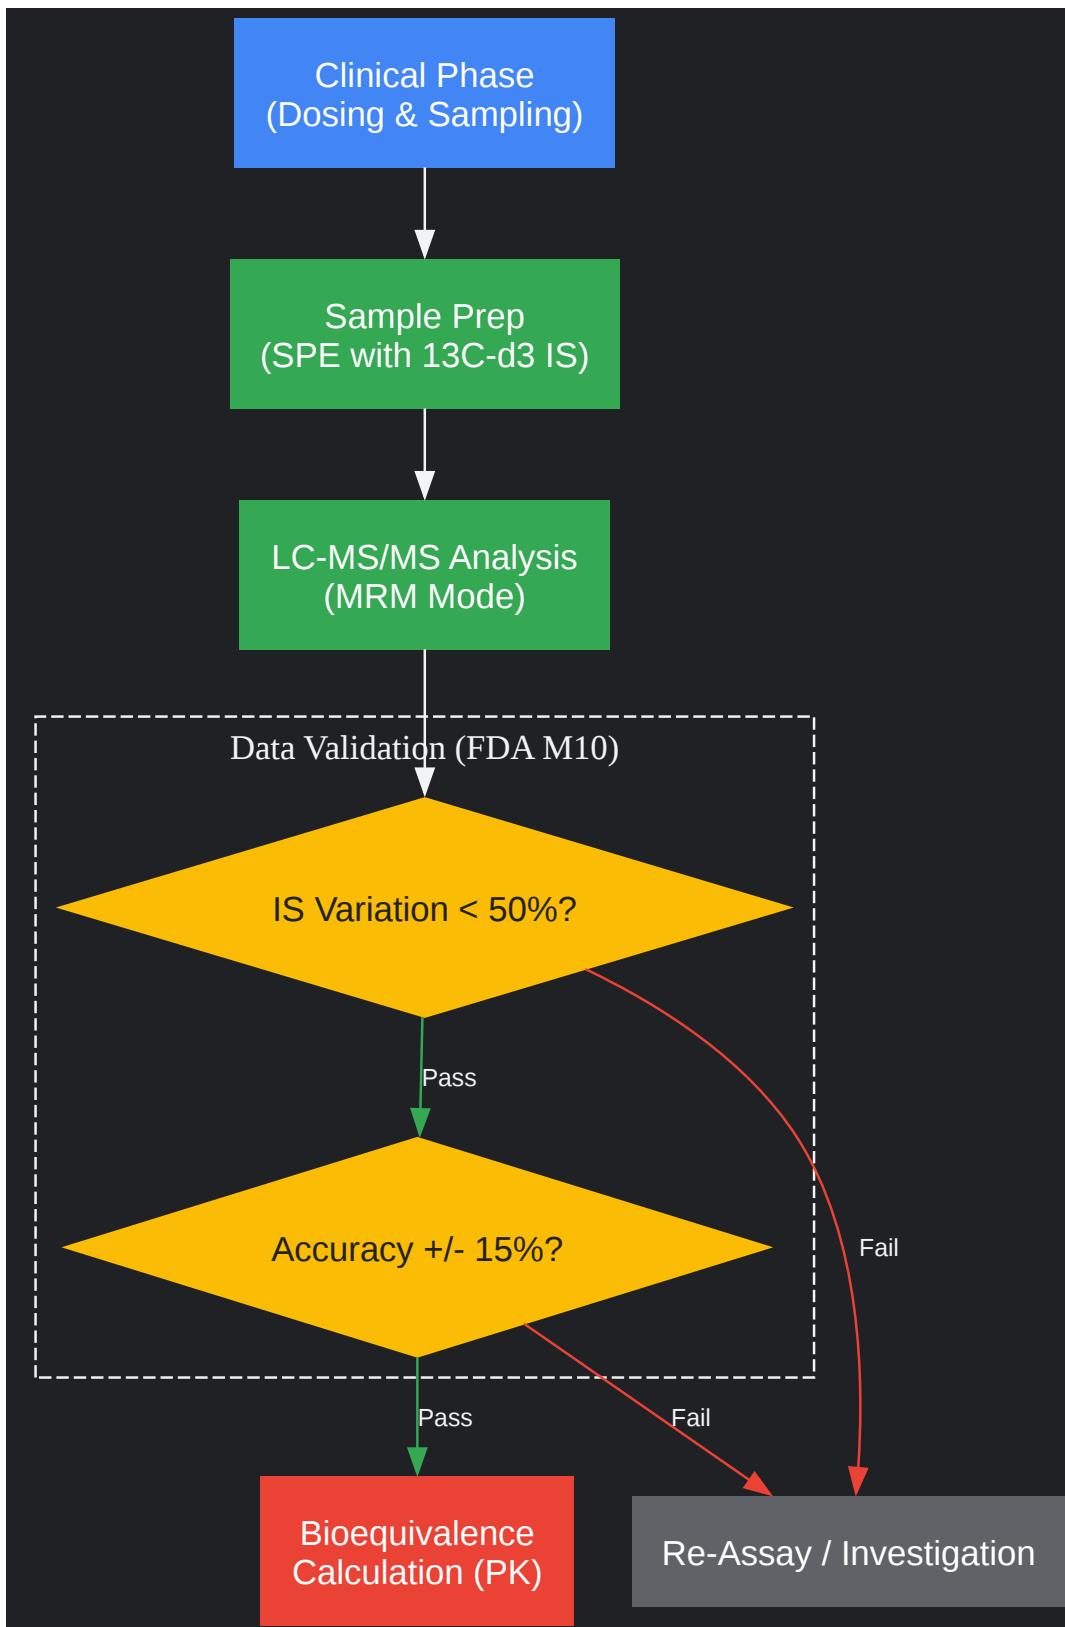 Clinical Phase
(Dosing & Sampling)
Sample Prep
(SPE with 13C-d3 IS)
LC-MS/MS Analysis
(MRM Mode)
Data Validation (FDA M10)
IS Variation < 50%?
Pass
Accuracy +/- 15%?
Fail
Pass
Fail
Bioequivalence
Calculation (PK)
Re-Assay / Investigation